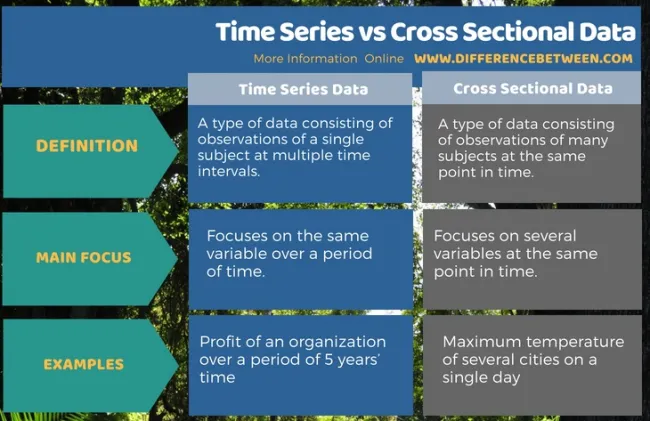 Time Series vs Cross Sectional Data
More Information Online WWW.DIFFERENCEBETWEEN.COM
Time Series Data
Cross Sectional Data
DEFINITION
A type of data consisting of
observations of a single
subject at multiple time
intervals.
A type of data consisting
of observations of many
subjects at the same
point in time.
MAIN FOCUS
Focuses on the same
variable over a period
of time.
Focuses on several
variables at the same
point in time.
EXAMPLES
Profit of an organization
over a period of 5 years'
time
Maximum temperature
of several cities on a
single day